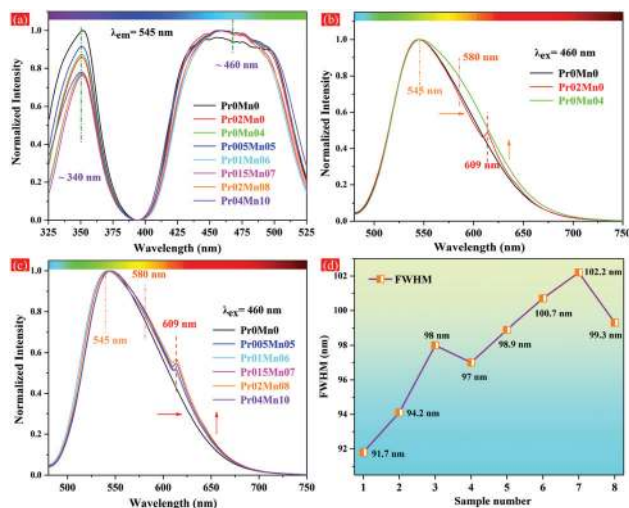 (a)
λem= 545 nm
~ 460 nm
~ 340 nm
Pr0Mn0
Pr02Mn0
Pr0Mn04
Pr005Mn05
Pr01Mn06
Pr015Mn07
Pr02Mn08
Pr04Mn10
Normalized Intensity
1.0
0.8
0.6
0.4
0.2
0.0
325 350 375 400 425 450 475 500 525
Wavelength (nm)
(b)
λex= 460 nm
580 nm
545 nm
609 nm
Pr0Mn0
Pr02Mn0
Pr0Mn04
Normalized Intensity
1.0
0.8
0.6
0.4
0.2
0.0
500 550 600 650 700 750
Wavelength (nm)
(c)
580 nm
λex= 460 nm
609 nm
545 nm
Pr0Mn0
Pr005Mn05
Pr01Mn06
Pr015Mn07
Pr02Mn08
Pr04Mn10
Normalized Intensity
1.0
0.8
0.6
0.4
0.2
0.0
500 550 600 650 700 750
Wavelength (nm)
(d)
FWHM
102.2 nm
100.7 nm
99.3 nm
98.9 nm
98 nm
97 nm
94.2 nm
91.7 nm
FWHM (nm)
102
100
98
96
94
92
1 2 3 4 5 6 7 8
Sample number